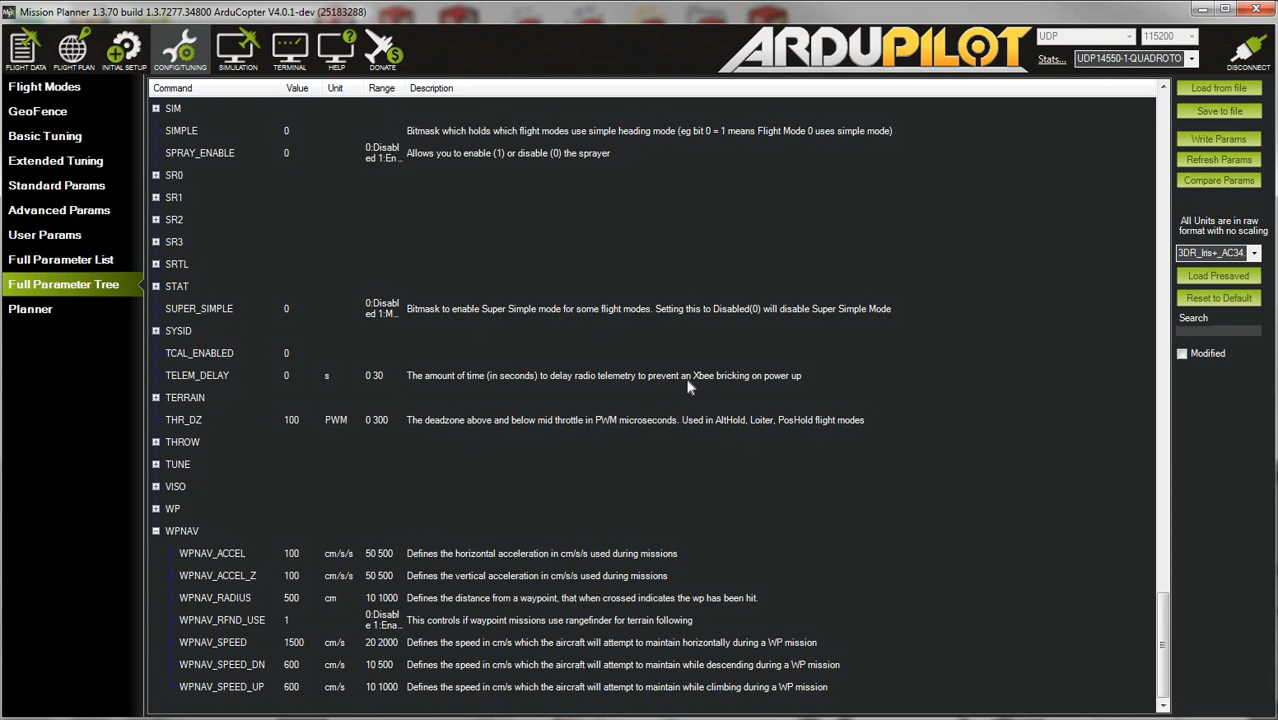 Mission Planner 1.3.70 build 1.3.7277.34800 ArduCopter V4.0.1-dev (25183288)
FLIGHT DATA FLIGHT PLAN INITIAL SETUP CONFIG/TUNING SIMULATION TERMINAL HELP DONATE
ARDUPILOT
UDP 115200
Stats... UDP14550-1-QUADROTO
DISCONNECT
Flight Modes
GeoFence
Basic Tuning
Extended Tuning
Standard Params
Advanced Params
User Params
Full Parameter List
Full Parameter Tree
Planner
Command Value Unit Range Description
SIM
SIMPLE 0 Bitmask which holds which flight modes use simple heading mode (eg bit 0 = 1 means Flight Mode 0 uses simple mode)
SPRAY_ENABLE 0 0:Disabl ed 1:En... Allows you to enable (1) or disable (0) the sprayer
SR0
SR1
SR2
SR3
SRTL
STAT
SUPER_SIMPLE 0 0:Disabl ed 1:M... Bitmask to enable Super Simple mode for some flight modes. Setting this to Disabled(0) will disable Super Simple Mode
SYSID
TCAL_ENABLED 0
TELEM_DELAY 0 s 0 30 The amount of time (in seconds) to delay radio telemetry to prevent an Xbee bricking on power up
TERRAIN
THR_DZ 100 PWM 0 300 The deadzone above and below mid throttle in PWM microseconds. Used in AltHold, Loiter, PosHold flight modes
THROW
TUNE
VISO
WP
WPNAV
WPNAV_ACCEL 100 cm/s/s 50 500 Defines the horizontal acceleration in cm/s/s used during missions
WPNAV_ACCEL_Z 100 cm/s/s 50 500 Defines the vertical acceleration in cm/s/s used during missions
WPNAV_RADIUS 500 cm 10 1000 Defines the distance from a waypoint, that when crossed indicates the wp has been hit.
WPNAV_RFND_USE 1 0:Disabl e 1:Ena... This controls if waypoint missions use rangefinder for terrain following
WPNAV_SPEED 1500 cm/s 20 2000 Defines the speed in cm/s which the aircraft will attempt to maintain horizontally during a WP mission
WPNAV_SPEED_DN 600 cm/s 10 500 Defines the speed in cm/s which the aircraft will attempt to maintain while descending during a WP mission
WPNAV_SPEED_UP 600 cm/s 10 1000 Defines the speed in cm/s which the aircraft will attempt to maintain while climbing during a WP mission
Load from file
Save to file
Write Params
Refresh Params
Compare Params
All Units are in raw
format with no scaling
3DR_Iris+_AC34.
Load Presaved
Reset to Default
Search
Modified